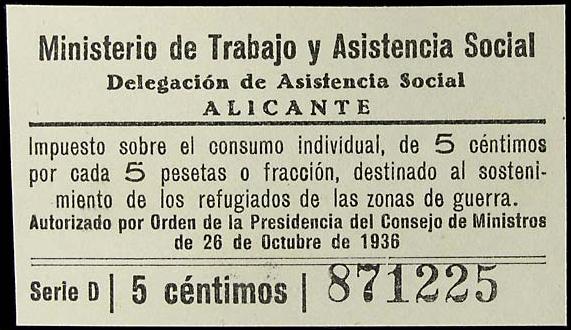 Ministerio de Trabajo y Asistencia Social
Delegación de Asistencia Social
ALICANTE
Impuesto sobre el consumo individual, de 5 céntimos
por cada 5 pesetas o fracción, destinado al sosteni-
miento de los refugiados de las zonas de guerra.
Autorizado por Orden de la Presidencia del Consejo de Ministros
de 26 de Octubre de 1936
Serie D | 5 céntimos | 871225